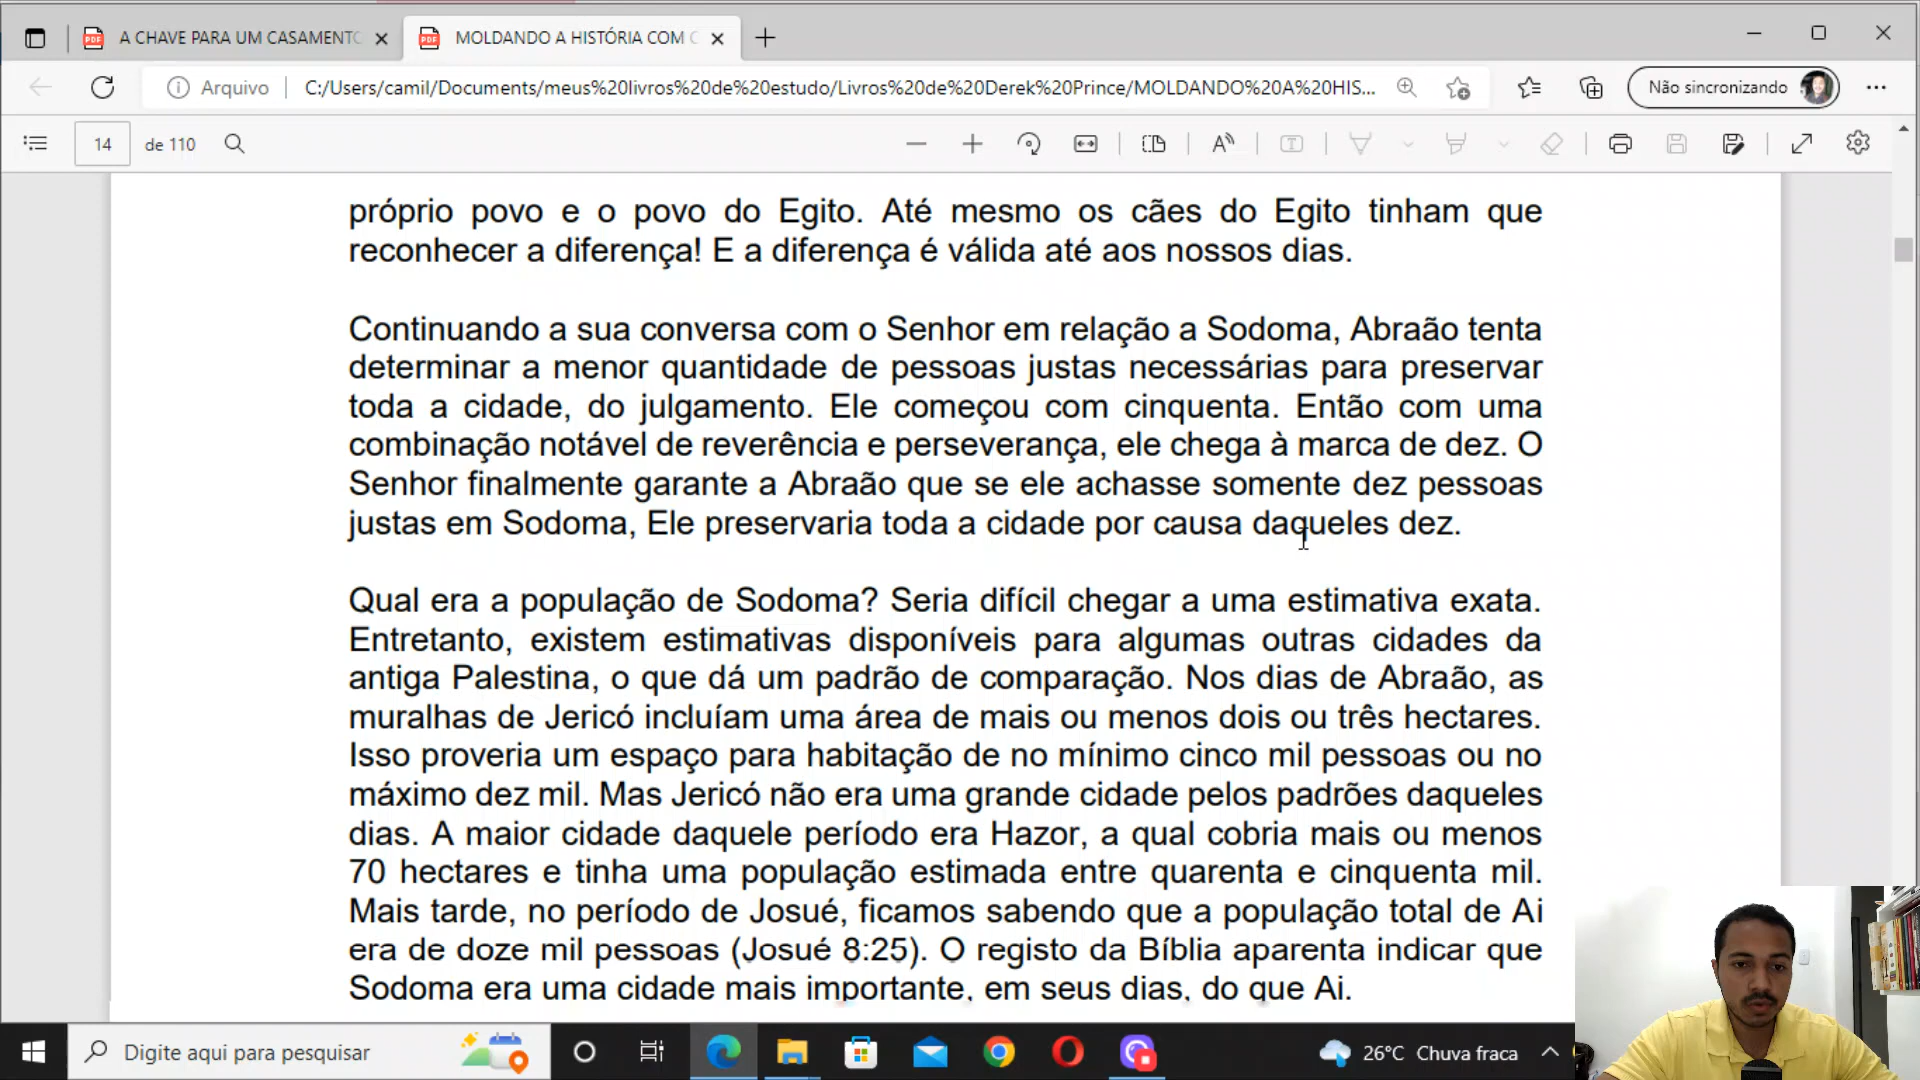 A CHAVE PARA UM CASAMENTO
MOLDANDO A HISTÓRIA COM
Arquivo
C:/Users/camil/Documents/meus%20livros%20de%20estudo/Livros%20de%20Derek%20Prince/MOLDANDO%20A%20HIS...
Não sincronizando
14 de 110
próprio povo e o povo do Egito. Até mesmo os cães do Egito tinham que
reconhecer a diferença! E a diferença é válida até aos nossos dias.
Continuando a sua conversa com o Senhor em relação a Sodoma, Abraão tenta
determinar a menor quantidade de pessoas justas necessárias para preservar
toda a cidade, do julgamento. Ele começou com cinquenta. Então com uma
combinação notável de reverência e perseverança, ele chega à marca de dez. O
Senhor finalmente garante a Abraão que se ele achasse somente dez pessoas
justas em Sodoma, Ele preservaria toda a cidade por causa daqueles dez.
Qual era a população de Sodoma? Seria difícil chegar a uma estimativa exata.
Entretanto, existem estimativas disponíveis para algumas outras cidades da
antiga Palestina, o que dá um padrão de comparação. Nos dias de Abraão, as
muralhas de Jericó incluíam uma área de mais ou menos dois ou três hectares.
Isso proveria um espaço para habitação de no mínimo cinco mil pessoas ou no
máximo dez mil. Mas Jericó não era uma grande cidade pelos padrões daqueles
dias. A maior cidade daquele período era Hazor, a qual cobria mais ou menos
70 hectares e tinha uma população estimada entre quarenta e cinquenta mil.
Mais tarde, no período de Josué, ficamos sabendo que a população total de Ai
era de doze mil pessoas (Josué 8:25). O registo da Bíblia aparenta indicar que
Sodoma era uma cidade mais importante, em seus dias, do que Ai.
Digite aqui para pesquisar
26°C Chuva fraca